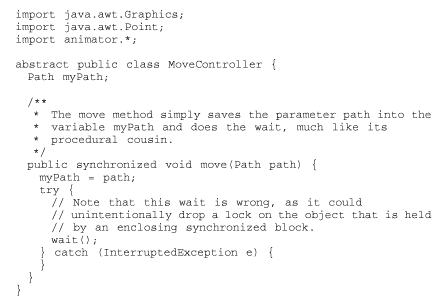 import java.awt.Graphics;
import java.awt.Point;
import animator.*;

abstract public class MoveController {
  Path myPath;

  /**
   *  The move method simply saves the parameter path into the
   *  variable myPath and does the wait, much like its
   *  procedural cousin.
   */
  public synchronized void move(Path path) {
    myPath = path;
    try {
      // Note that this wait is wrong, as it could
      // unintentionally drop a lock on the object that is held
      // by an enclosing synchronized block.
      wait();
    } catch (InterruptedException e) {
    }
  }
}